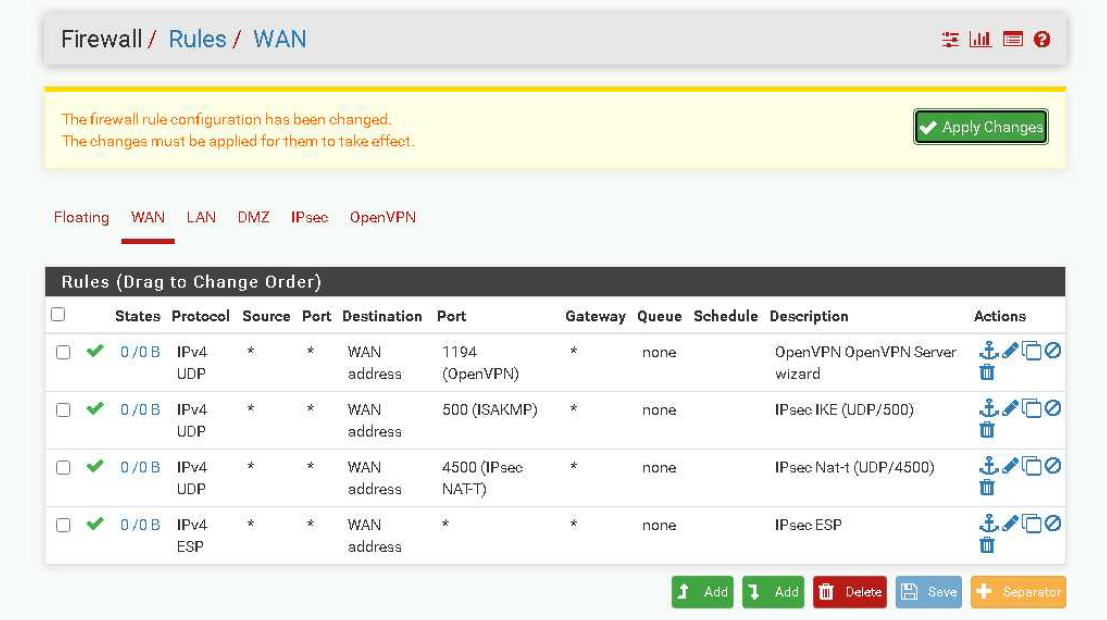 Firewall / Rules / WAN
The firewall rule configuration has been changed.
The changes must be applied for them to take effect.
Apply Changes
Floating WAN LAN DMZ IPsec OpenVPN
Rules (Drag to Change Order)
States Protocol Source Port Destination Port Gateway Queue Schedule Description Actions
0/0 B IPv4 * * WAN 1194 * none OpenVPN OpenVPN Server
UDP address (OpenVPN) wizard
0/0 B IPv4 * * WAN 500 (ISAKMP) * none IPsec IKE (UDP/500)
UDP address
0/0 B IPv4 * * WAN 4500 (IPsec * none IPsec Nat-t (UDP/4500)
UDP address NAT-T)
0/0 B IPv4 * * WAN * * none IPsec ESP
ESP address
Add Add Delete Save Separator